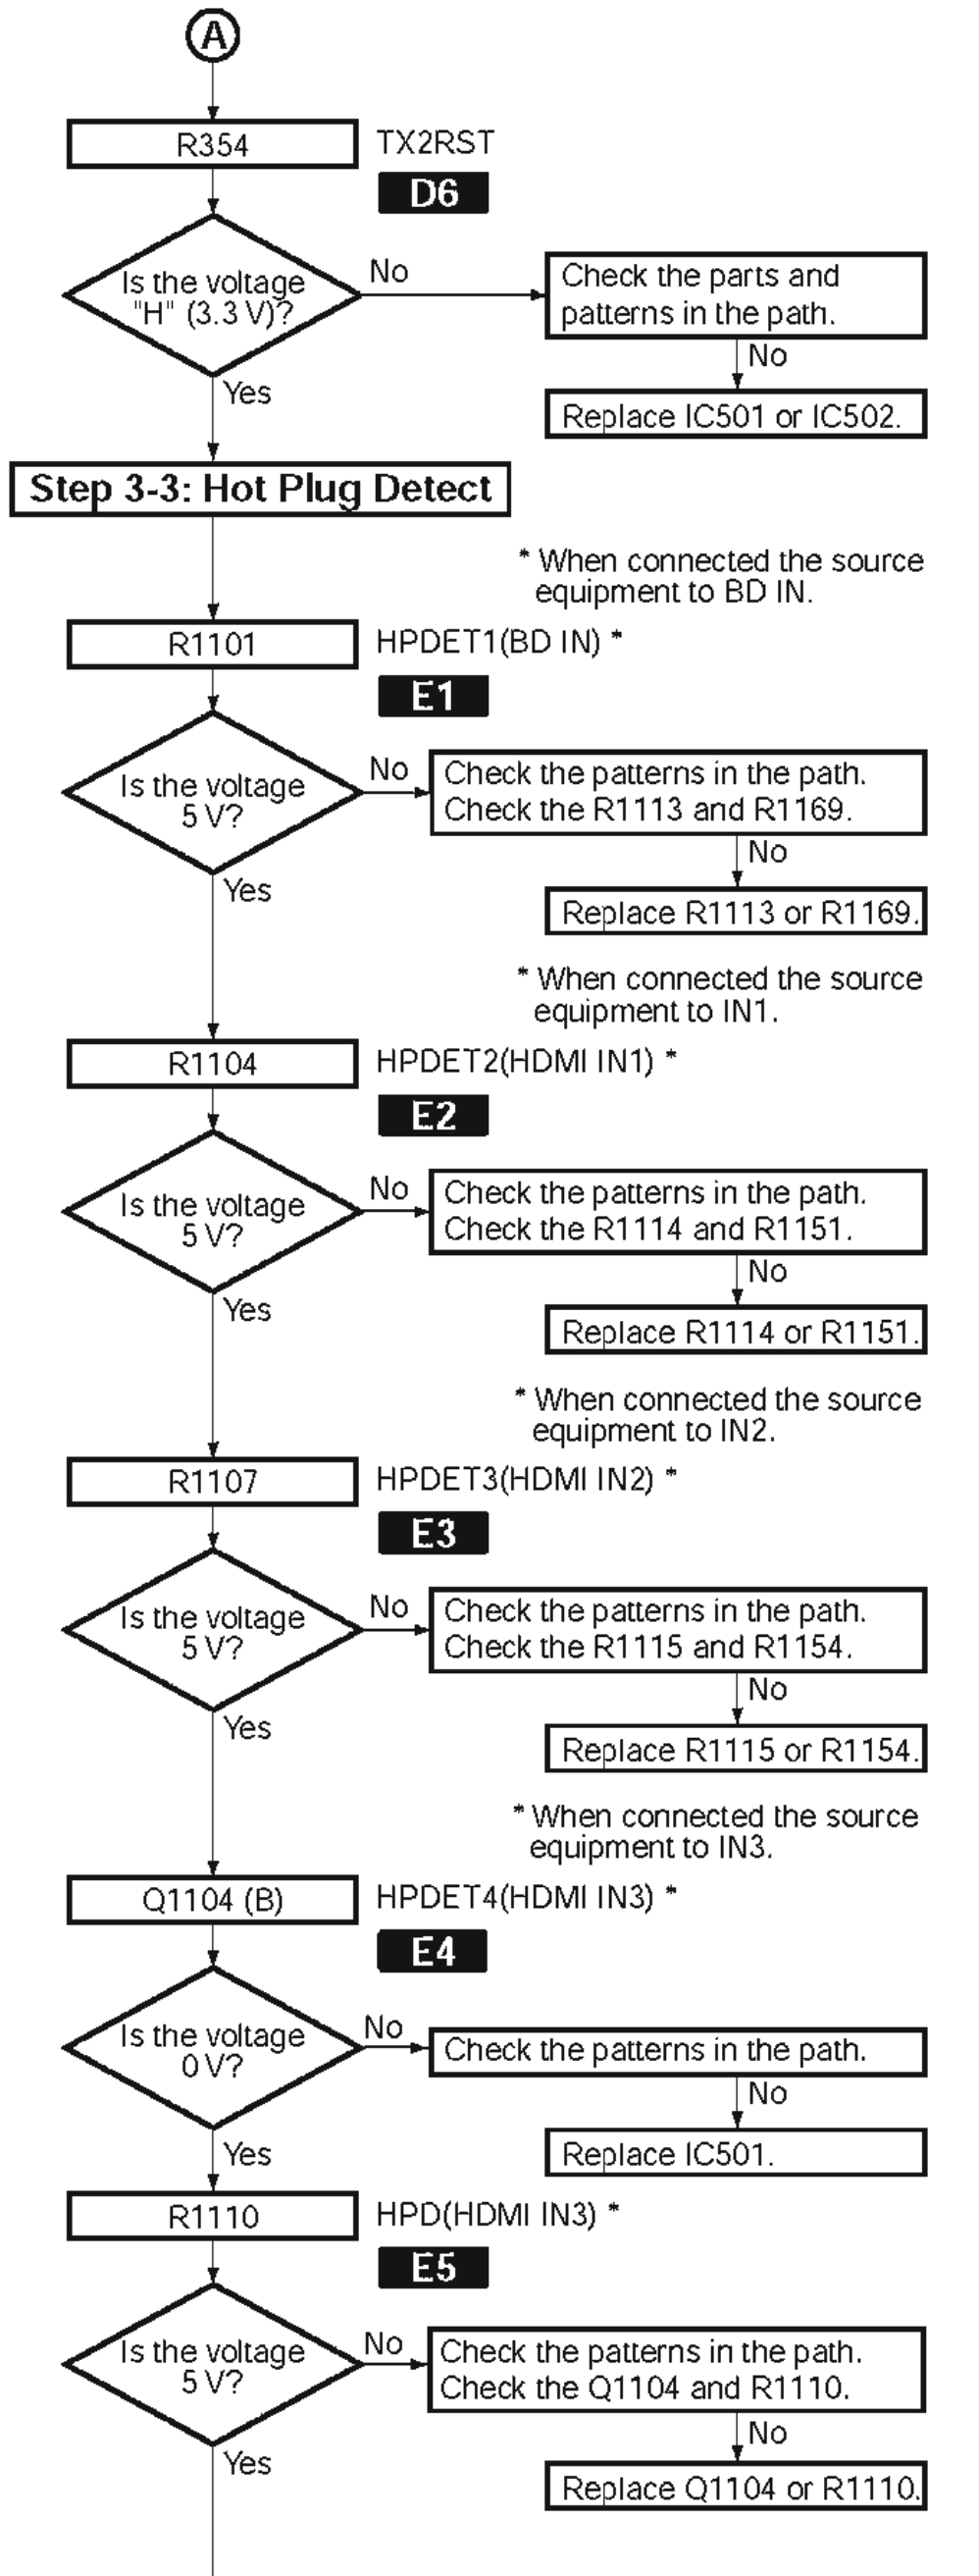 A
R354
TX2RST
D6
Is the voltage
"H" (3.3 V)?
No
Check the parts and
patterns in the path.
No
Replace IC501 or IC502.
Yes
Step 3-3: Hot Plug Detect
* When connected the source
equipment to BD IN.
R1101
HPDET1(BD IN) *
E1
Is the voltage
5 V?
No
Check the patterns in the path.
Check the R1113 and R1169.
No
Replace R1113 or R1169.
Yes
* When connected the source
equipment to IN1.
R1104
HPDET2(HDMI IN1) *
E2
Is the voltage
5 V?
No
Check the patterns in the path.
Check the R1114 and R1151.
No
Replace R1114 or R1151.
Yes
* When connected the source
equipment to IN2.
R1107
HPDET3(HDMI IN2) *
E3
Is the voltage
5 V?
No
Check the patterns in the path.
Check the R1115 and R1154.
No
Replace R1115 or R1154.
Yes
* When connected the source
equipment to IN3.
Q1104 (B)
HPDET4(HDMI IN3) *
E4
Is the voltage
0 V?
No
Check the patterns in the path.
No
Replace IC501.
Yes
R1110
HPD(HDMI IN3) *
E5
Is the voltage
5 V?
No
Check the patterns in the path.
Check the Q1104 and R1110.
No
Replace Q1104 or R1110.
Yes